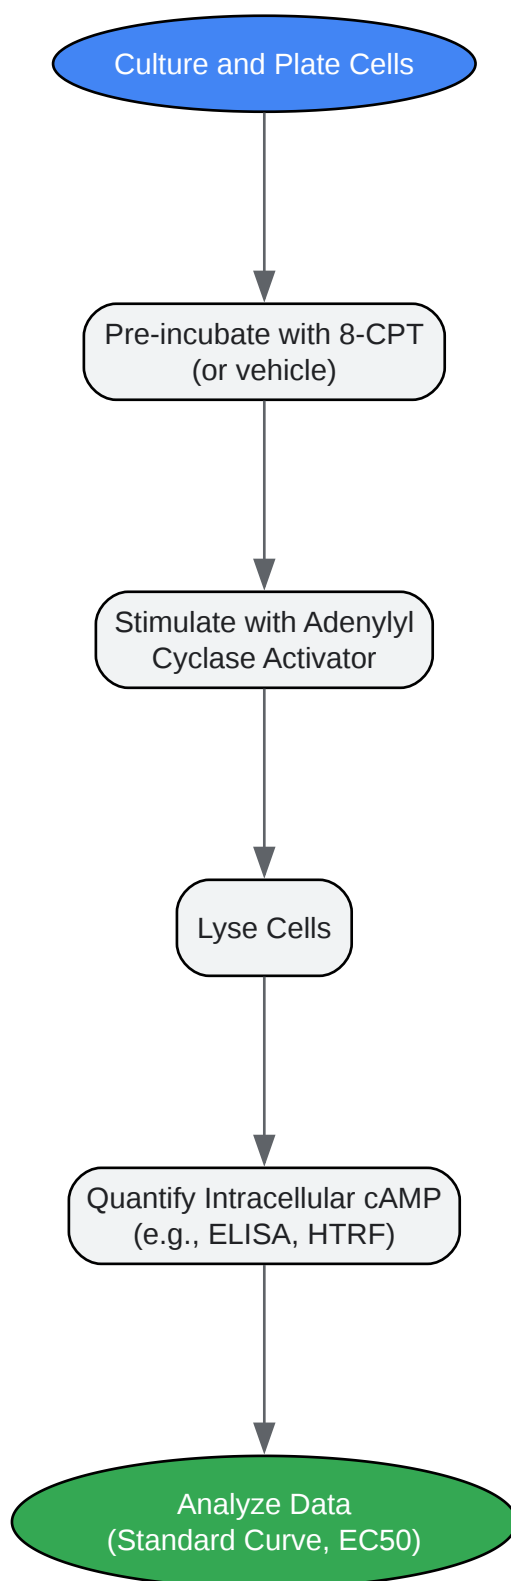 Culture and Plate Cells
Pre-incubate with 8-CPT
(or vehicle)
Stimulate with Adenylyl
Cyclase Activator
Lyse Cells
Quantify Intracellular cAMP
(e.g., ELISA, HTRF)
Analyze Data
(Standard Curve, EC50)